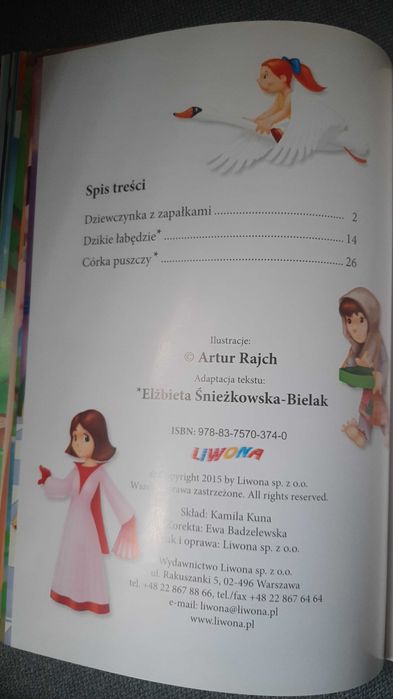 Spis treści
Dziewczynka z zapałkami ........................................ 2
Dzikie łabędzie* ........................................ 14
Córka puszczy* ........................................ 26
Ilustracje:
© Artur Rajch
Adaptacja tekstu:
*Elżbieta Śnieżkowska-Bielak
ISBN: 978-83-7570-374-0
LIWONA
© Copyright 2015 by Liwona sp. z o.o.
zastrzeżone. All rights reserved.
Skład: Kamila Kuna
Korekta: Ewa Badzelewska
i oprawa: Liwona sp. z o.o.
Wydawnictwo Liwona sp. z o.o.
ul. Rakuszanki 5, 02-496 Warszawa
tel. +48 22 867 88 66, tel./fax +48 22 867 64 64
e-mail: liwona@liwona.pl
www.liwona.pl